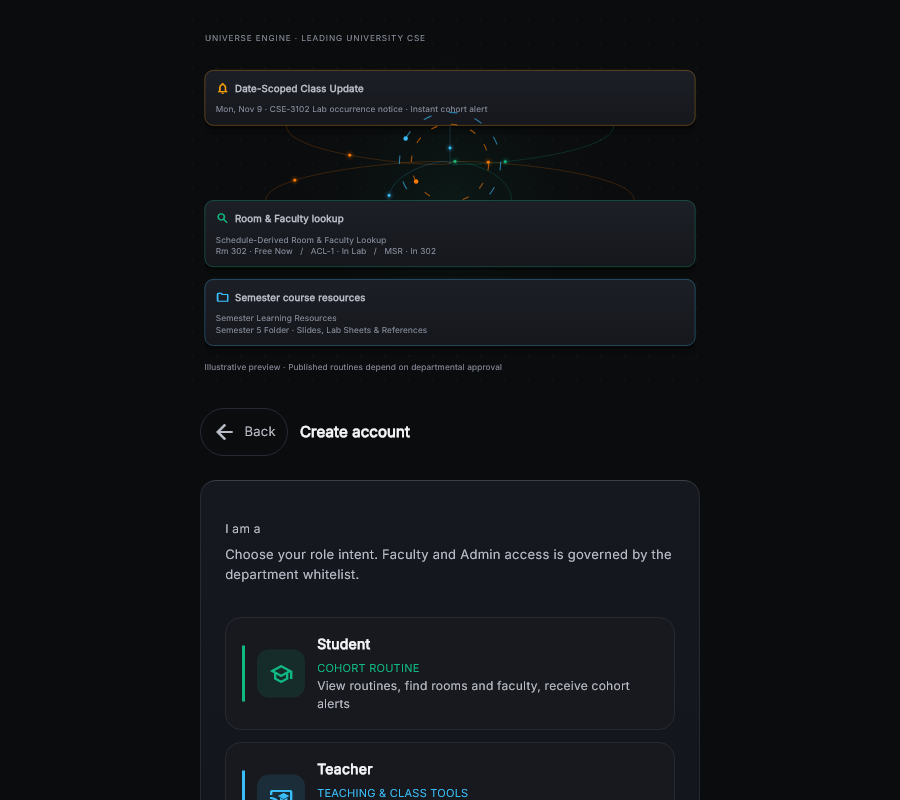 UNIVERSE ENGINE · LEADING UNIVERSITY CSE
Date-Scoped Class Update
Mon, Nov 9 · CSE-3102 Lab occurrence notice · Instant cohort alert
Room & Faculty lookup
Schedule-Derived Room & Faculty Lookup
Rm 302 · Free Now / ACL-1 · In Lab / MSR · In 302
Semester course resources
Semester Learning Resources
Semester 5 Folder · Slides, Lab Sheets & References
Illustrative preview · Published routines depend on departmental approval
Back
Create account
I am a
Choose your role intent. Faculty and Admin access is governed by the
department whitelist.
Student
COHORT ROUTINE
View routines, find rooms and faculty, receive cohort
alerts
Teacher
TEACHING & CLASS TOOLS